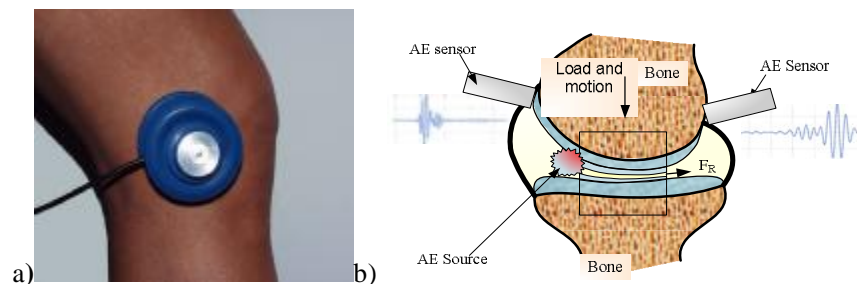 AE sensor
Load and
motion
Bone
AE Sensor
F_R
AE Source
Bone
a)
b)